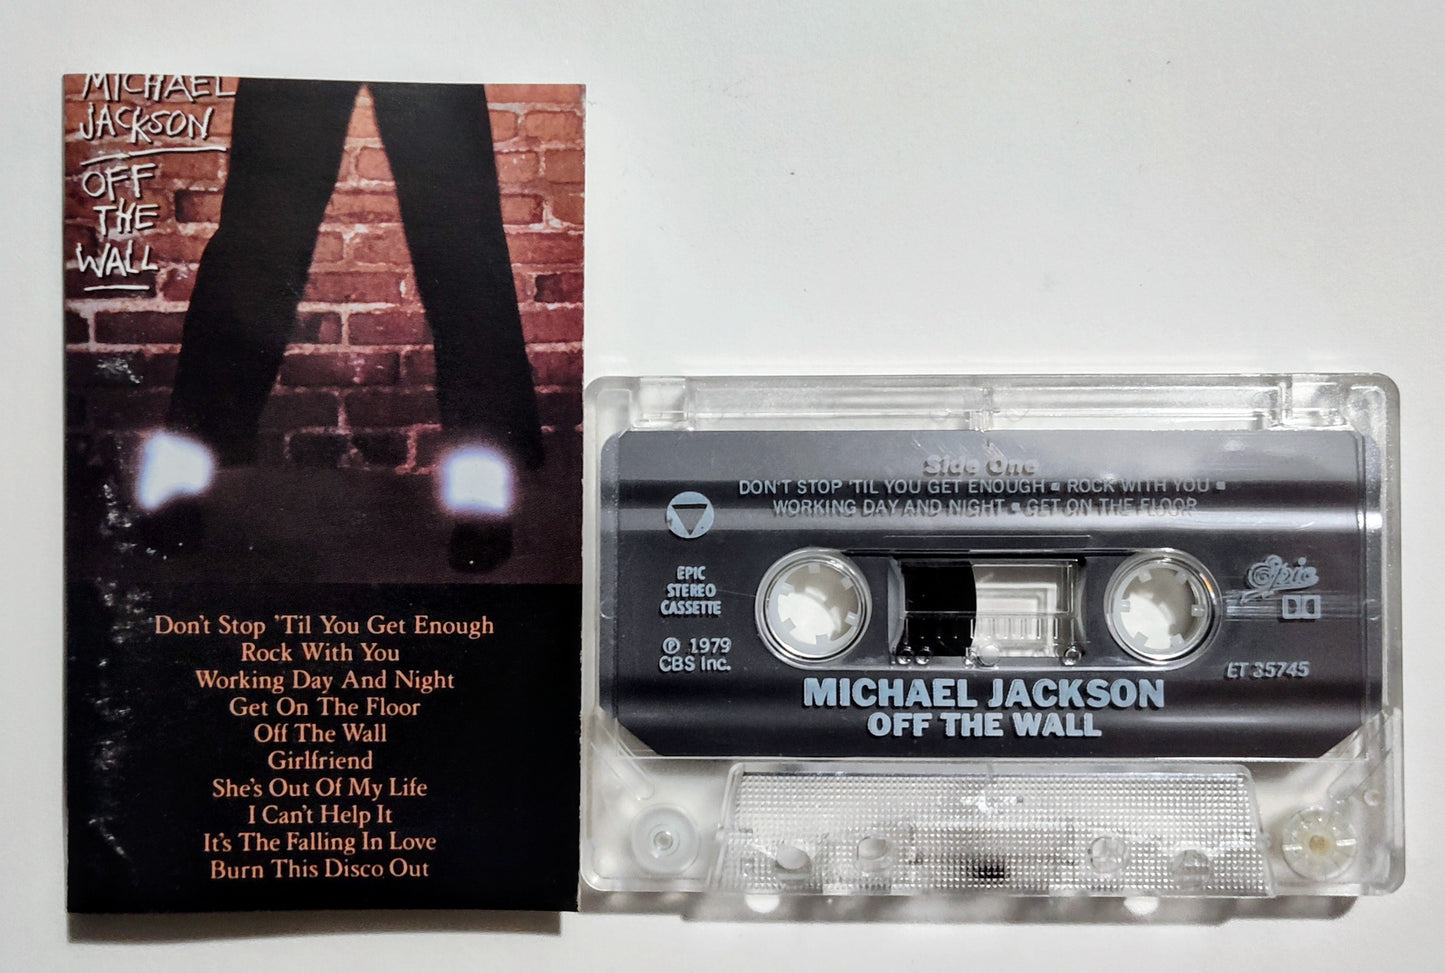 MICHAEL
JACKSON
OFF
THE
WALL
Don't Stop 'Til You Get Enough
Rock With You
Working Day And Night
Get On The Floor
Off The Wall
Girlfriend
She's Out Of My Life
I Can't Help It
It's The Falling In Love
Burn This Disco Out
Side One
DON'T STOP 'TIL YOU GET ENOUGH ▪ ROCK WITH YOU ▪
WORKING DAY AND NIGHT ▪ GET ON THE FLOOR
EPIC
STEREO
CASSETTE
℗ 1979
CBS Inc.
Epic
ET 35745
MICHAEL JACKSON
OFF THE WALL